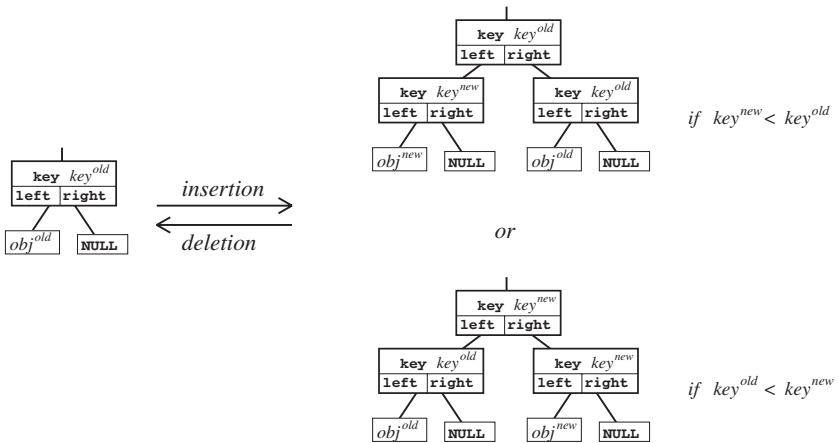 key key^old
left right
key key^new key key^old
left right left right
if key^new < key^old
obj^new NULL obj^old NULL
key key^old
left right
obj^old NULL
insertion
deletion
or
key key^new
left right
key key^old key key^new
left right left right
if key^old < key^new
obj^old NULL obj^new NULL